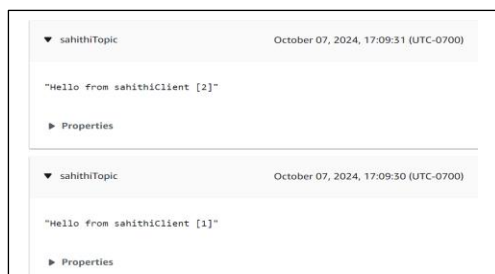 sahithiTopic October 07, 2024, 17:09:31 (UTC-0700)
"Hello from sahithiClient [2]"
Properties
sahithiTopic October 07, 2024, 17:09:30 (UTC-0700)
"Hello from sahithiClient [1]"
Properties